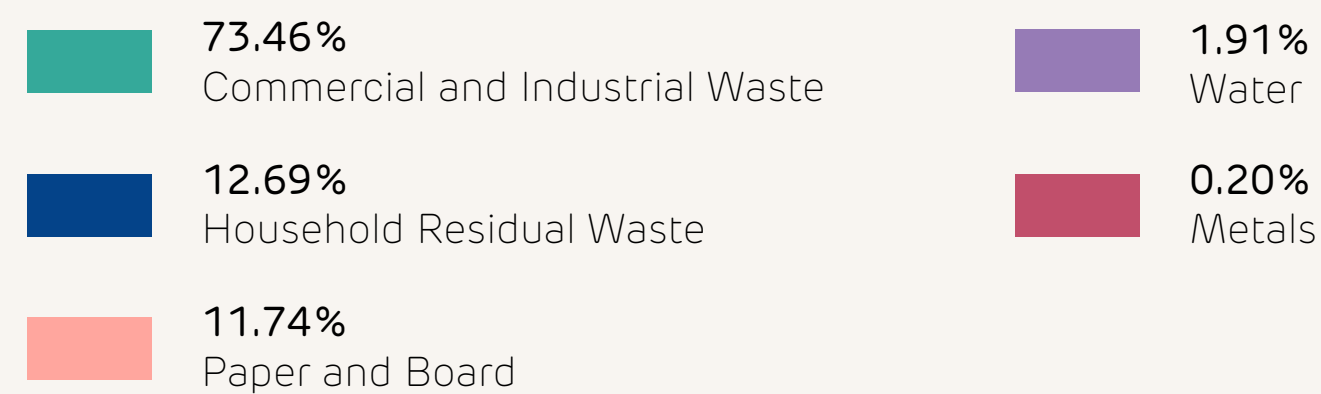 73.46%
Commercial and Industrial Waste
12.69%
Household Residual Waste
11.74%
Paper and Board
1.91%
Water
0.20%
Metals